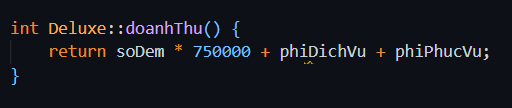 int Deluxe::doanhThu() {
    return soDem * 750000 + phiDichVu + phiPhucVu;
}